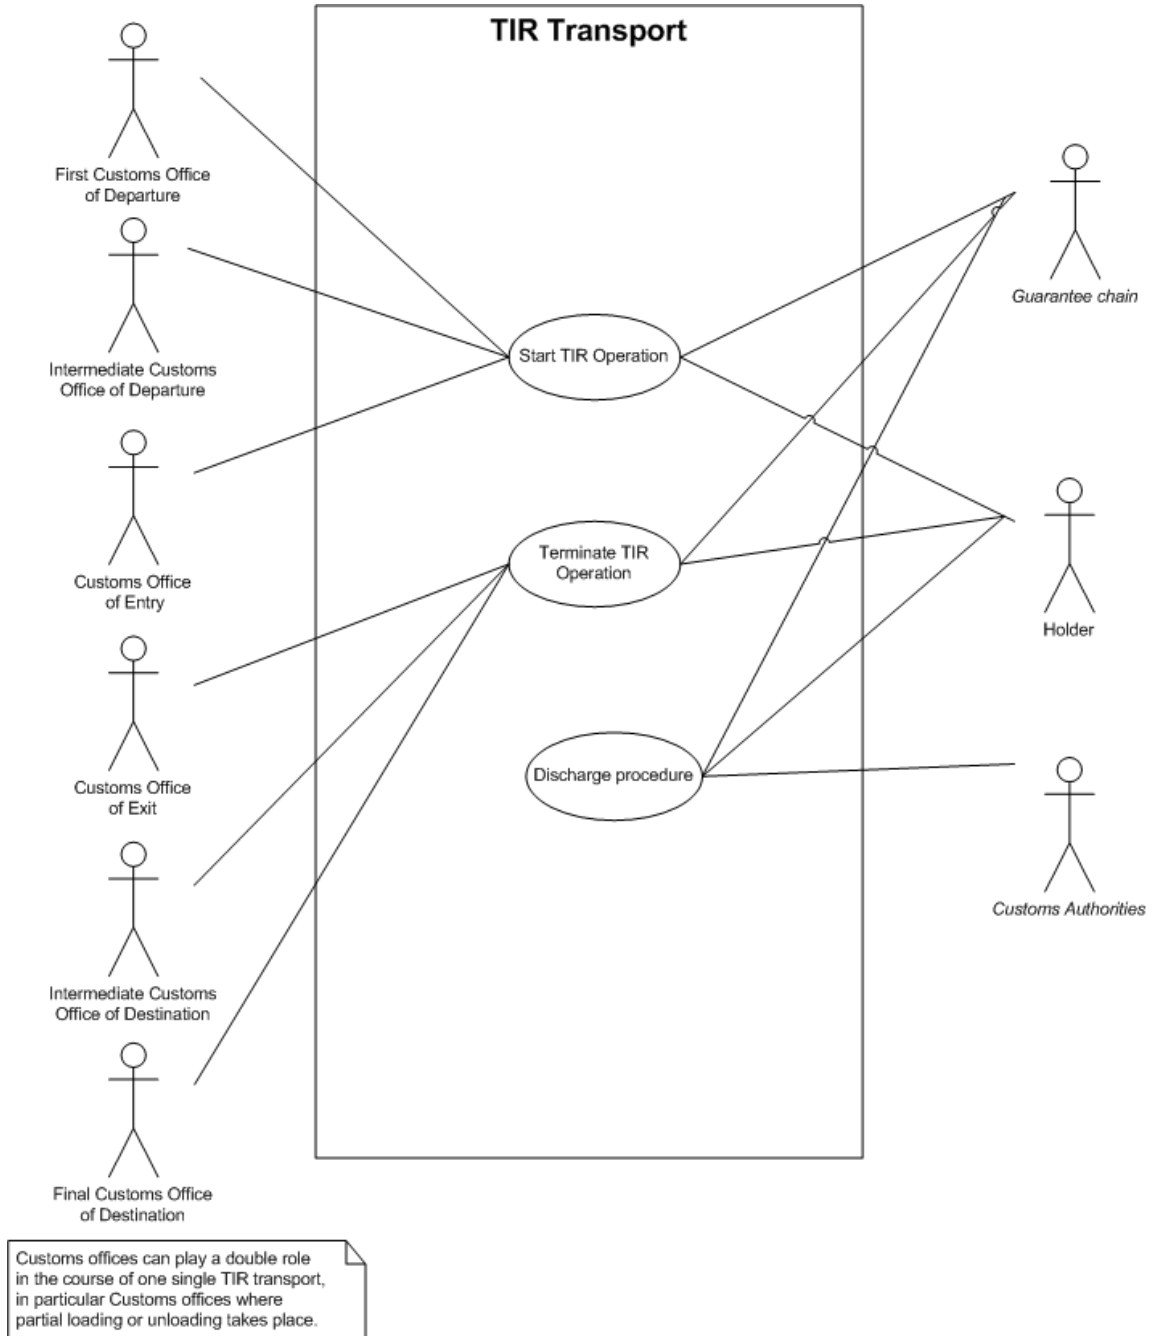 TIR Transport
First Customs Office
of Departure
Intermediate Customs
Office of Departure
Customs Office
of Entry
Customs Office
of Exit
Intermediate Customs
Office of Destination
Final Customs Office
of Destination
Start TIR Operation
Terminate TIR
Operation
Discharge procedure
Guarantee chain
Holder
Customs Authorities
Customs offices can play a double role
in the course of one single TIR transport,
in particular Customs offices where
partial loading or unloading takes place.